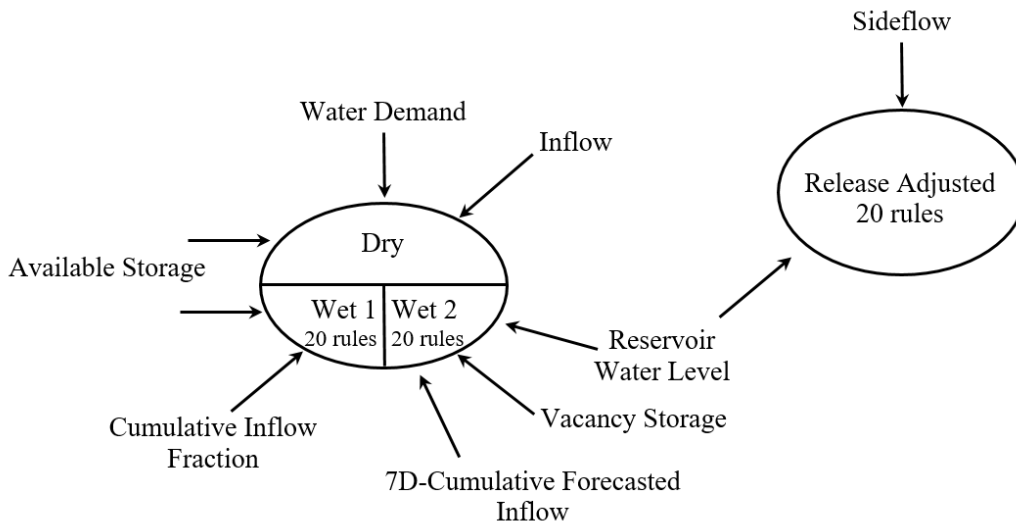 Sideflow
Water Demand
Inflow
Release Adjusted
20 rules
Dry
Available Storage
Wet 1
20 rules
Wet 2
20 rules
Reservoir
Water Level
Vacancy Storage
Cumulative Inflow
Fraction
7D-Cumulative Forecasted
Inflow